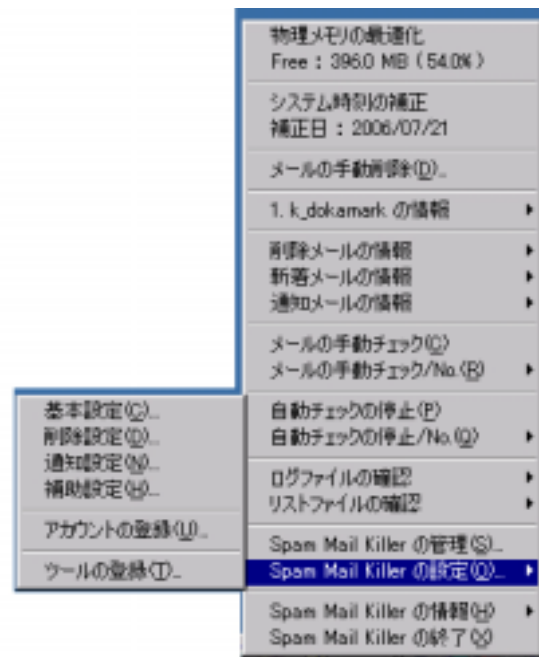 物理メモリの最適化
Free : 396.0 MB ( 54.0% )
システム時刻の補正
補正日 : 2006/07/21
メールの手動削除(D)...
1. k_dokamark の情報
削除メールの情報
新着メールの情報
通知メールの情報
メールの手動チェック(C)
メールの手動チェック/No.(R)
自動チェックの停止(P)
自動チェックの停止/No.(Q)
ログファイルの確認
リストファイルの確認
Spam Mail Killer の管理(S)...
Spam Mail Killer の設定(O)...
Spam Mail Killer の情報(H)
Spam Mail Killer の終了(X)
基本設定(C)...
削除設定(D)...
通知設定(N)...
補助設定(H)...
アカウントの登録(U)...
ツールの登録(T)...